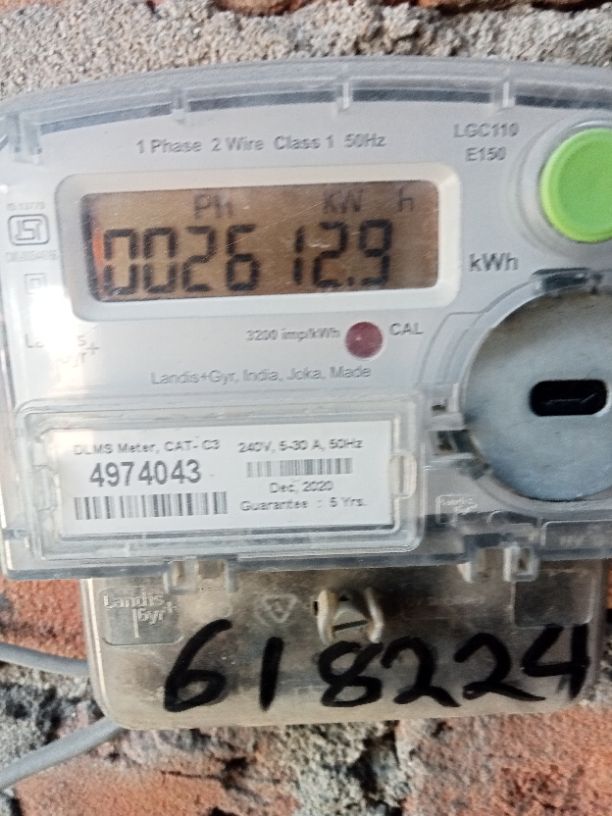 1 Phase 2 Wire Class 1 50Hz
LGC110
E150
PH KW h
002612.9
kWh
3200 imp/kWh
CAL
Landis
Gyr+
Landis+Gyr, India, Joka, Made
DLMS Meter, CAT- C3
4974043
240V, 5-30 A, 50Hz
Dec, 2020
Guarantee : 5 Yrs.
Landis
Gyr+
618224